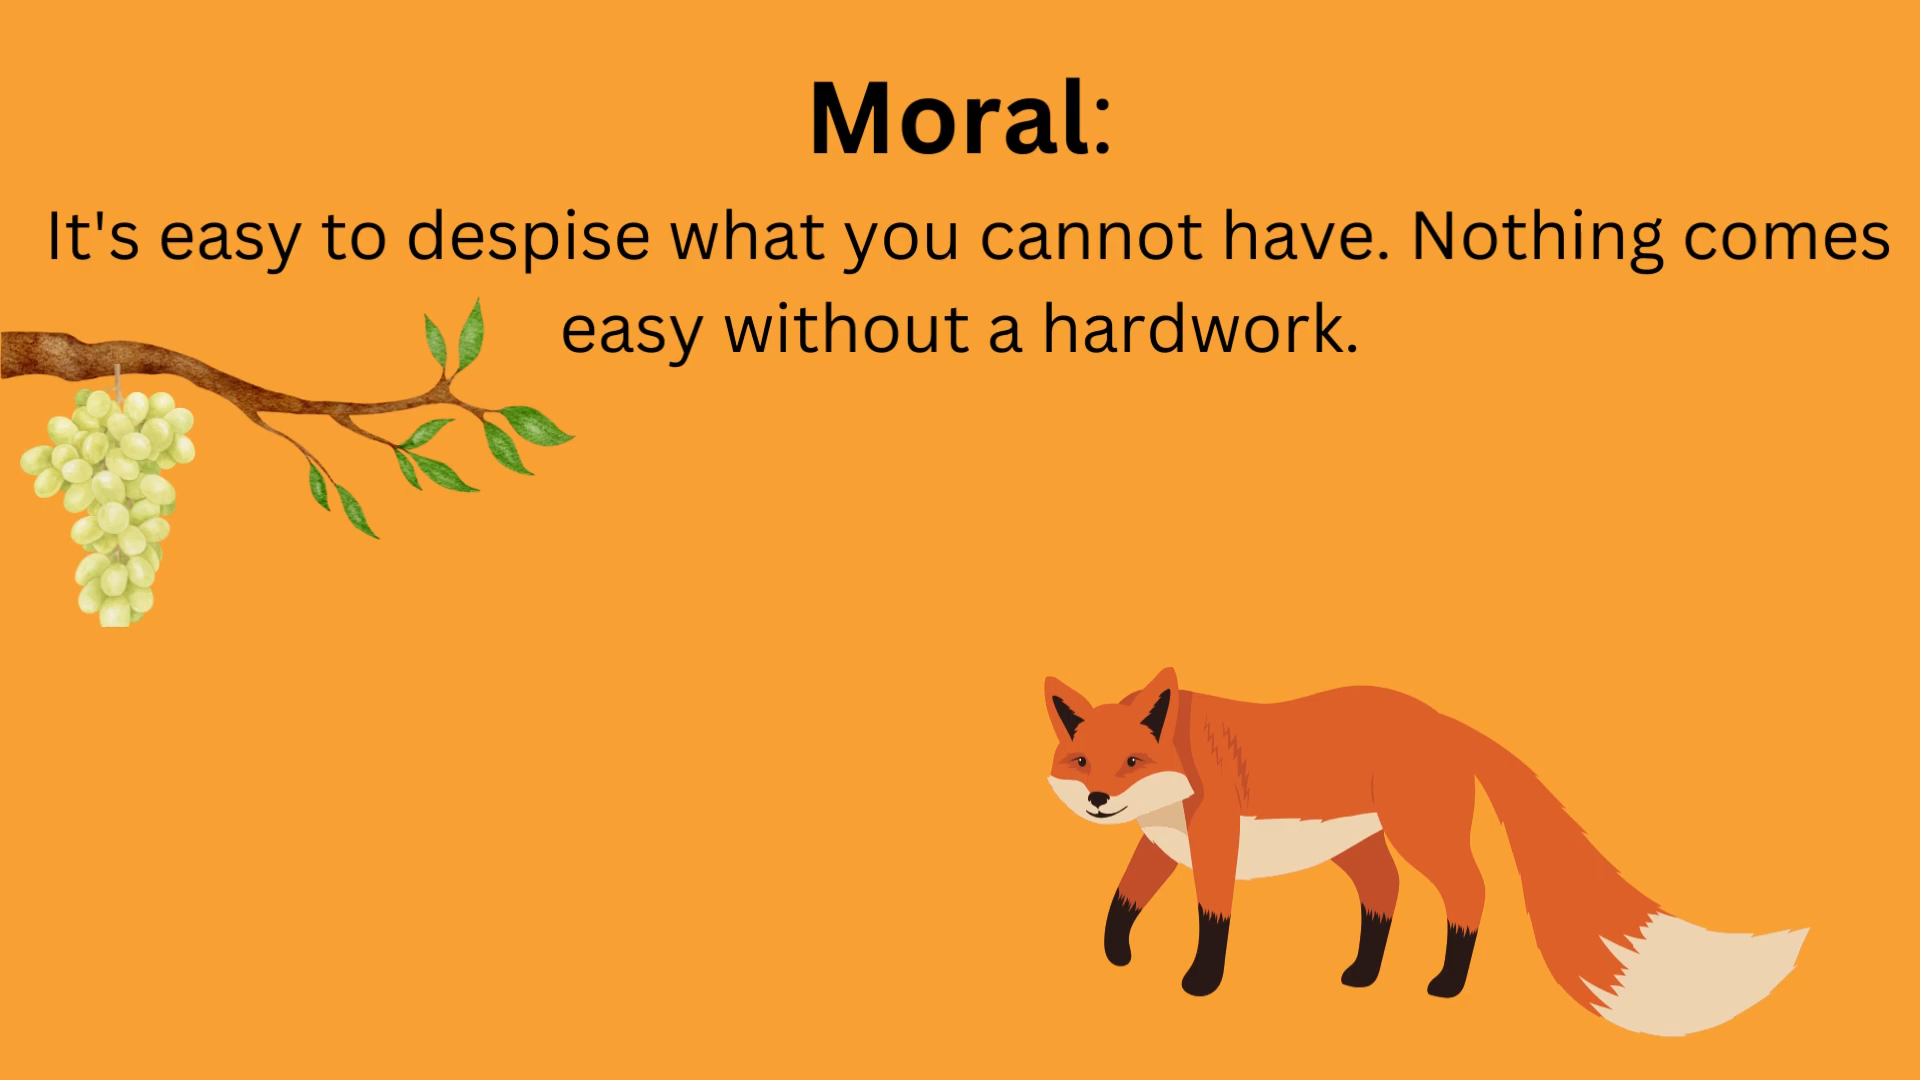 Moral:
It's easy to despise what you cannot have. Nothing comes
easy without a hardwork.